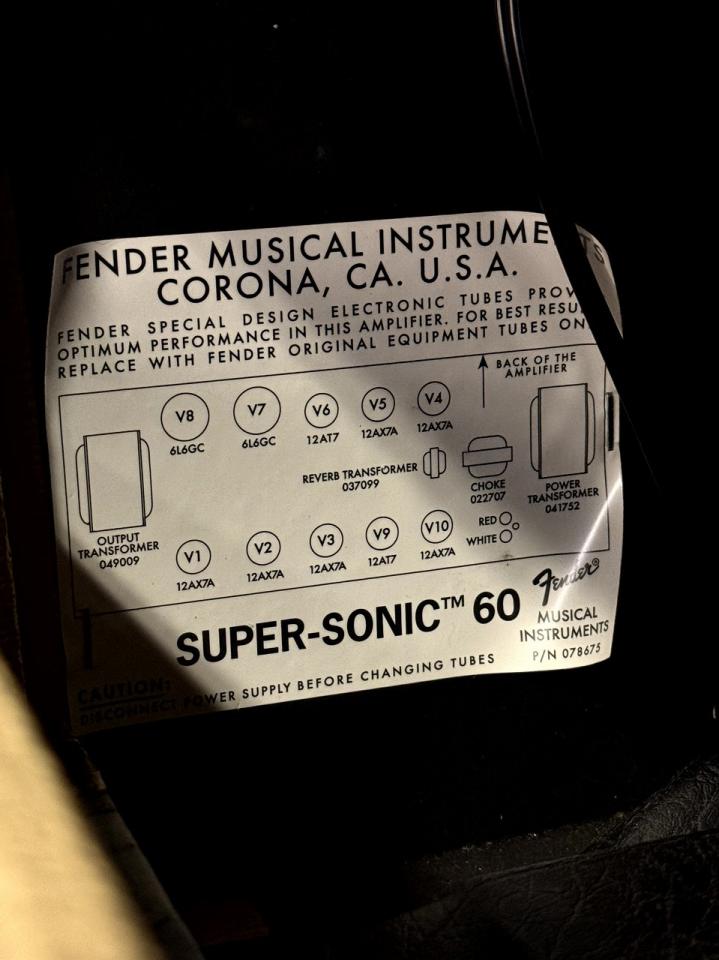 FENDER MUSICAL INSTRUMENTS
CORONA, CA. U.S.A.
FENDER SPECIAL DESIGN ELECTRONIC TUBES PROV
OPTIMUM PERFORMANCE IN THIS AMPLIFIER. FOR BEST RESU
REPLACE WITH FENDER ORIGINAL EQUIPMENT TUBES ON
BACK OF THE
AMPLIFIER
V8
V7
V6
V5
V4
6L6GC
6L6GC
12AT7
12AX7A
12AX7A
REVERB TRANSFORMER
037099
CHOKE
022707
POWER
TRANSFORMER
041752
OUTPUT
TRANSFORMER
049009
V1
V2
V3
V9
V10
RED
WHITE
12AX7A
12AX7A
12AX7A
12AT7
12AX7A
SUPER-SONIC™ 60
Fender®
MUSICAL
INSTRUMENTS
P/N 078675
CAUTION:
DISCONNECT POWER SUPPLY BEFORE CHANGING TUBES